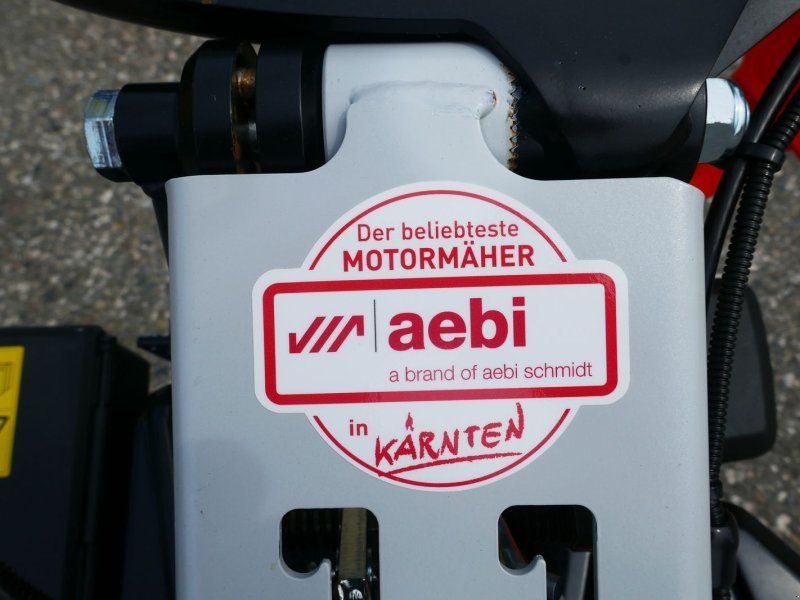 Der beliebteste
MOTORMÄHER
aebi
a brand of aebi schmidt
in KÄRNTEN